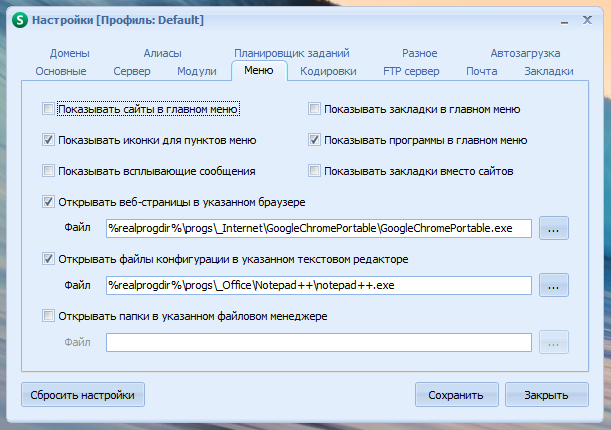 S Настройки [Профиль: Default]
Домены Алиасы Планировщик заданий Разное Автозагрузка
Основные Сервер Модули Меню Кодировки FTP сервер Почта Закладки
Показывать сайты в главном меню Показывать закладки в главном меню
Показывать иконки для пунктов меню Показывать программы в главном меню
Показывать всплывающие сообщения Показывать закладки вместо сайтов
Открывать веб-страницы в указанном браузере
Файл %realprogdir%\progs\_Internet\GoogleChromePortable\GoogleChromePortable.exe ...
Открывать файлы конфигурации в указанном текстовом редакторе
Файл %realprogdir%\progs\_Office\Notepad++\notepad++.exe ...
Открывать папки в указанном файловом менеджере
Файл ...
Сбросить настройки Сохранить Закрыть